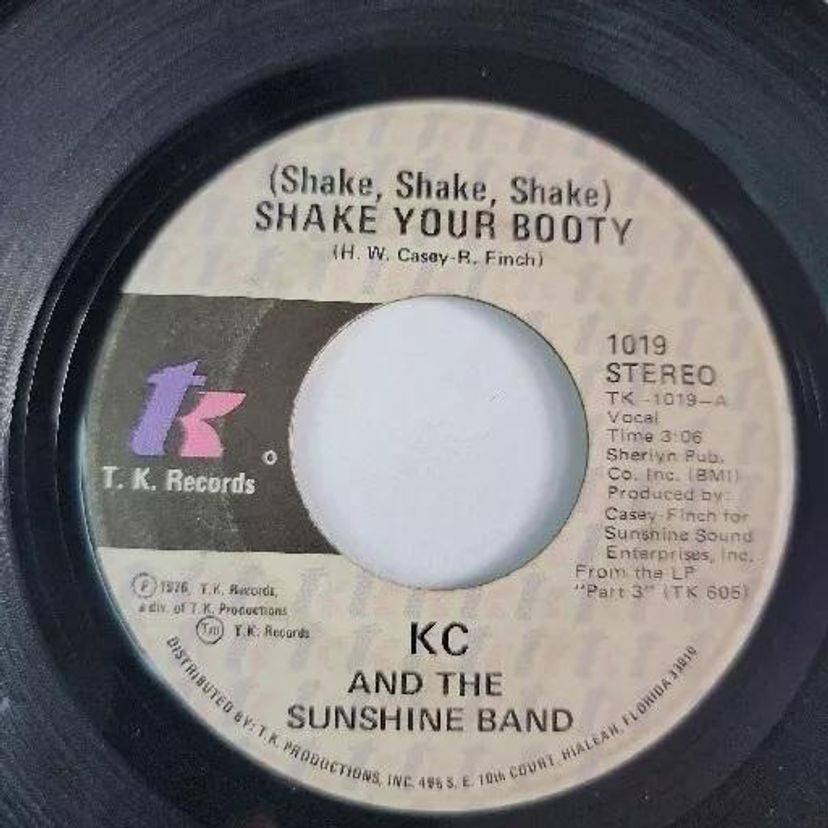 (Shake, Shake, Shake)
SHAKE YOUR BOOTY
(H. W. Casey-R. Finch)
tk
T. K. Records
1019
STEREO
TK-1019-A
Vocal
Time 3:06
Sherlyn Pub.
Co. Inc. (BMI)
Produced by:
Casey-Finch for
Sunshine Sound
Enterprises, Inc.
From the LP
"Part 3" (TK 605)
Ⓟ1976, T.K. Records,
a div. of T.K. Productions
Tm T.K. Records
KC
AND THE
SUNSHINE BAND
DISTRIBUTED BY: T.K. PRODUCTIONS, INC. 495 S. E. 10th COURT, HIALEAH, FLORIDA 33010